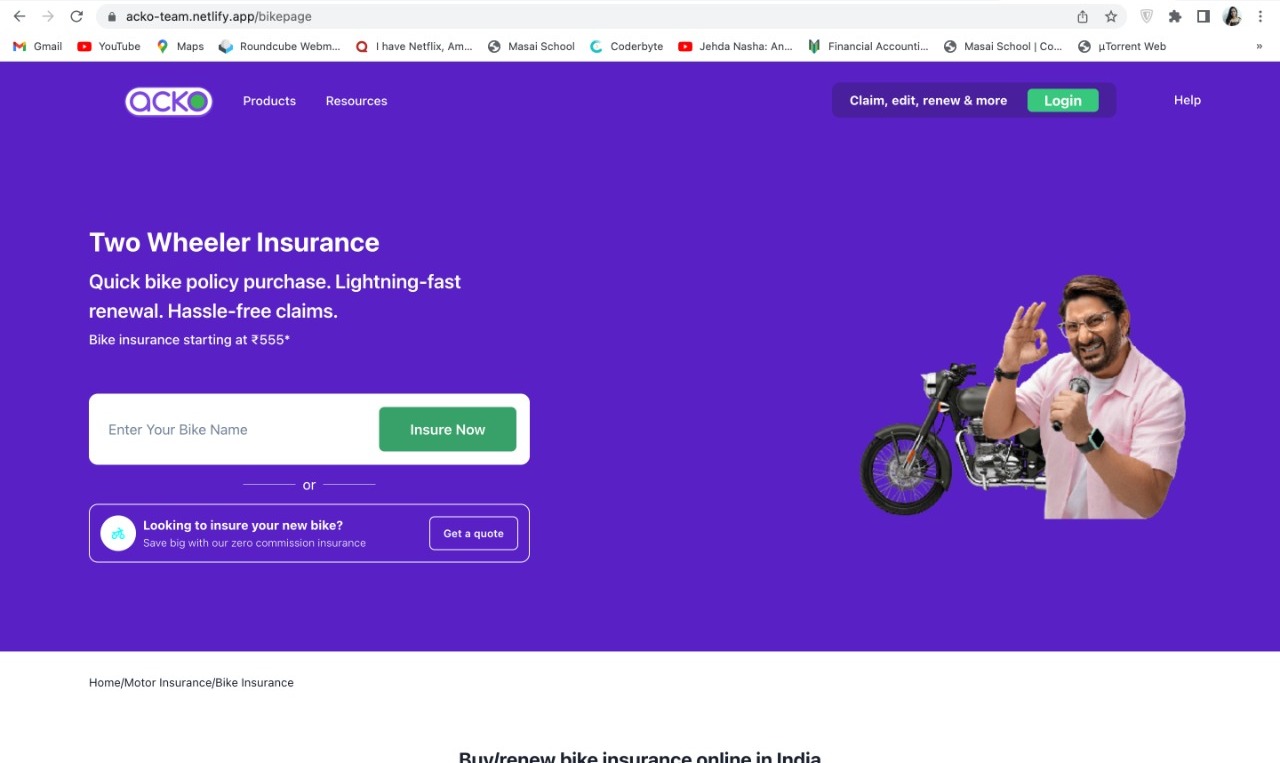 acko-team.netlify.app/bikepage
Gmail YouTube Maps Roundcube Webm... I have Netflix, Am... Masai School Coderbyte Jehda Nasha: An... Financial Accounti... Masai School | Co... µTorrent Web »
acko Products Resources Claim, edit, renew & more Login Help
Two Wheeler Insurance
Quick bike policy purchase. Lightning-fast
renewal. Hassle-free claims.
Bike insurance starting at ₹555*
Enter Your Bike Name Insure Now
or
Looking to insure your new bike?
Save big with our zero commission insurance
Get a quote
Home/Motor Insurance/Bike Insurance
Buy/renew bike insurance online in India